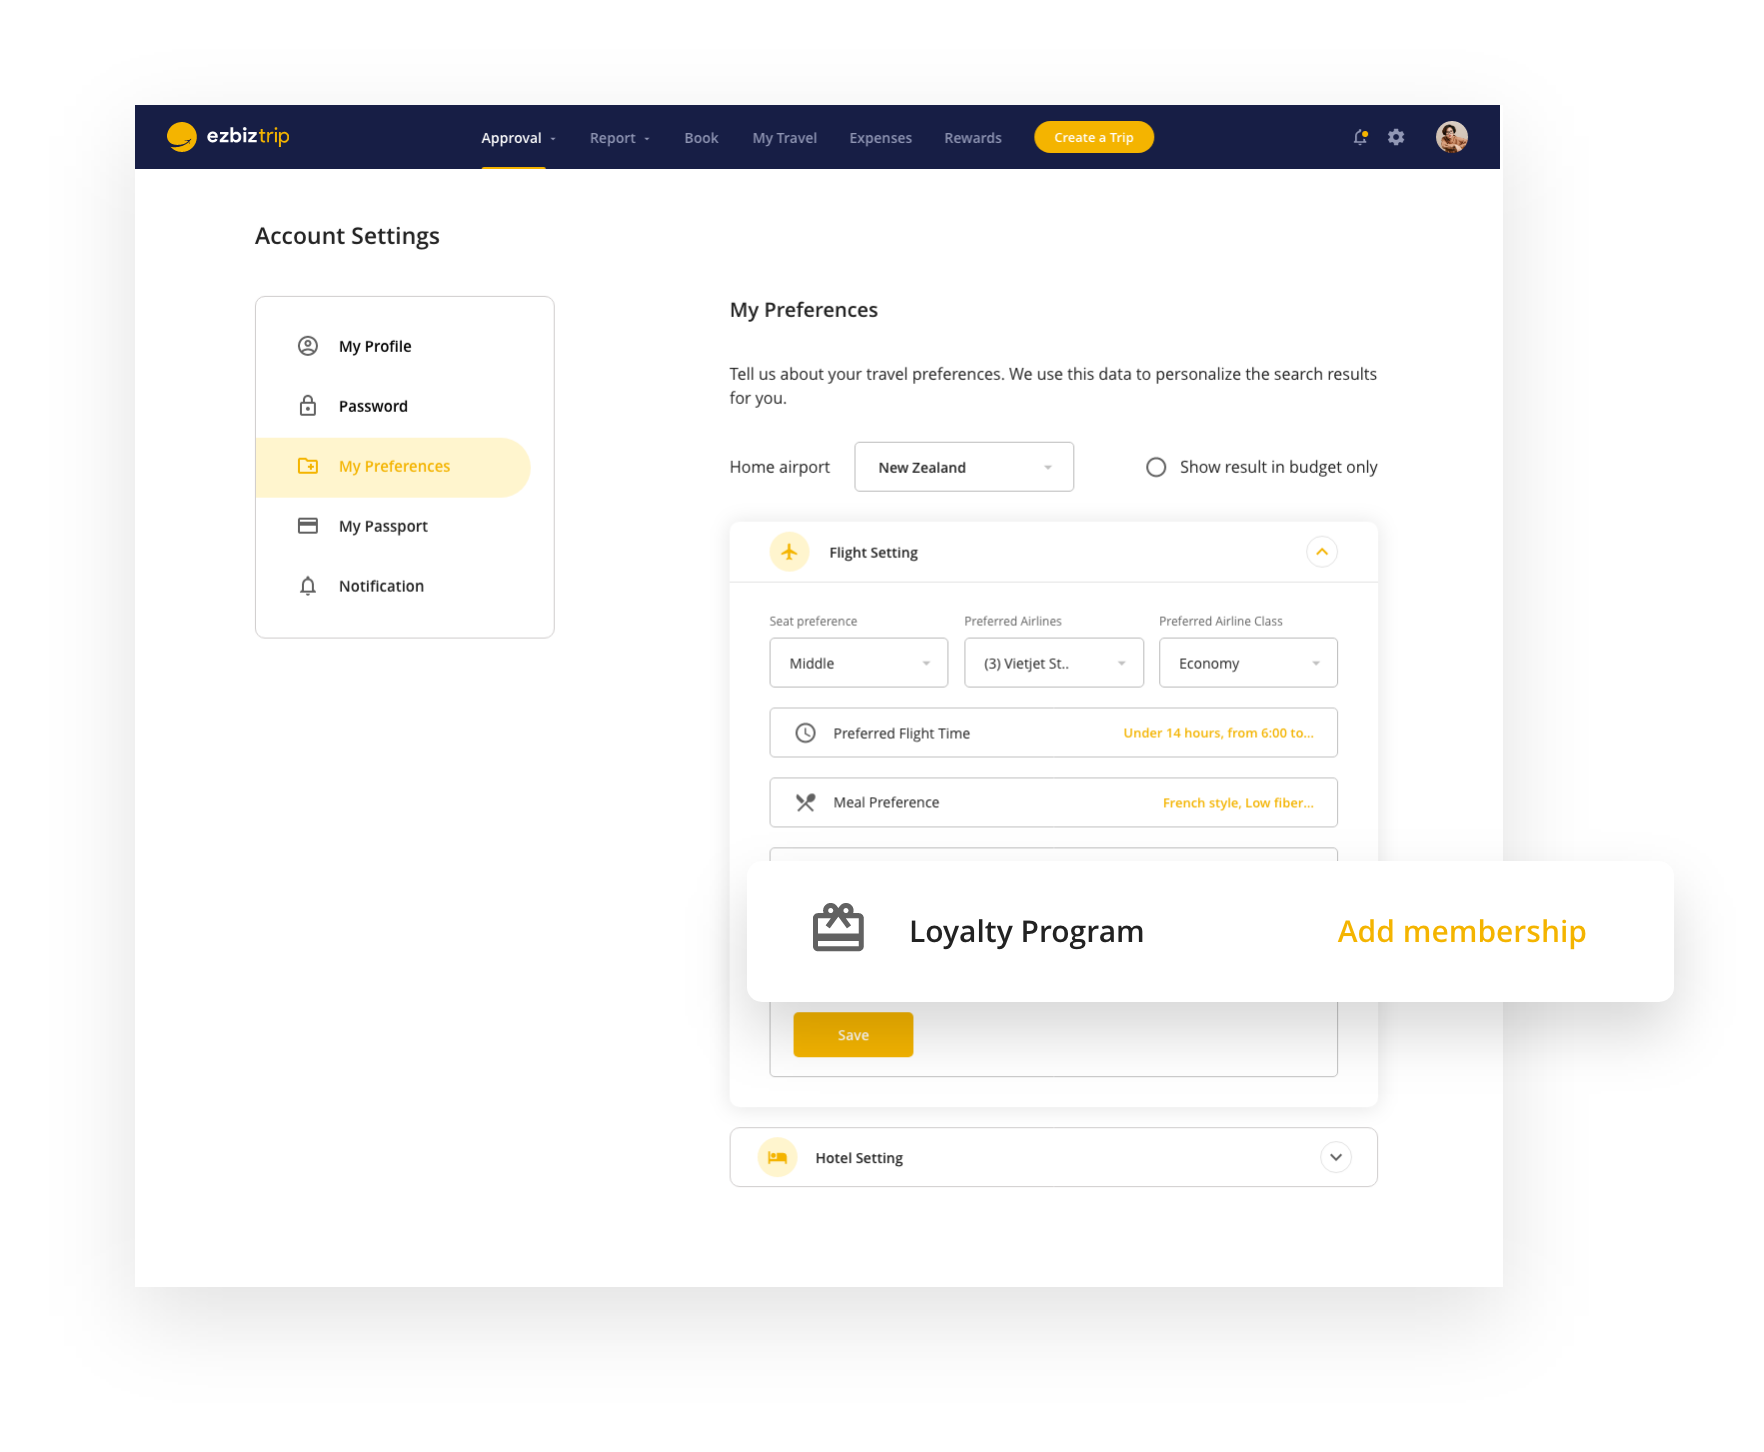 ezbiztrip
Approval
Report
Book
My Travel
Expenses
Rewards
Create a Trip
Account Settings
My Profile
Password
My Preferences
My Passport
Notification
My Preferences
Tell us about your travel preferences. We use this data to personalize the search results
for you.
Home airport
New Zealand
Show result in budget only
Flight Setting
Seat preference
Preferred Airlines
Preferred Airline Class
Middle
(3) Vietjet St..
Economy
Preferred Flight Time
Under 14 hours, from 6:00 to...
Meal Preference
French style, Low fiber...
Loyalty Program
Add membership
Save
Hotel Setting